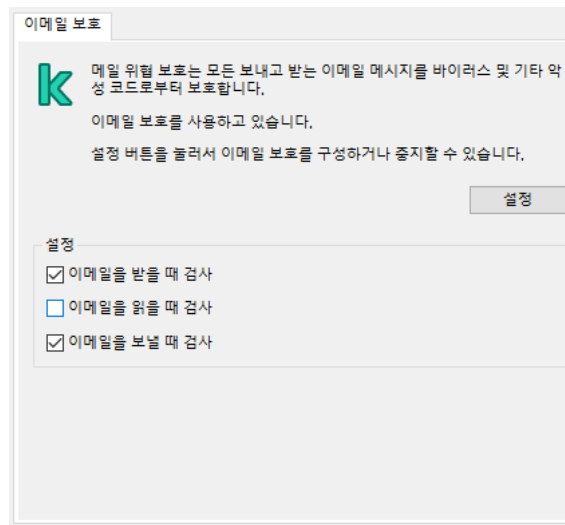 이메일 보호
메일 위협 보호는 모든 보내고 받는 이메일 메시지를 바이러스 및 기타 악
성 코드로부터 보호합니다.
이메일 보호를 사용하고 있습니다.
설정 버튼을 눌러서 이메일 보호를 구성하거나 중지할 수 있습니다.
설정
설정
이메일을 받을 때 검사
이메일을 읽을 때 검사
이메일을 보낼 때 검사